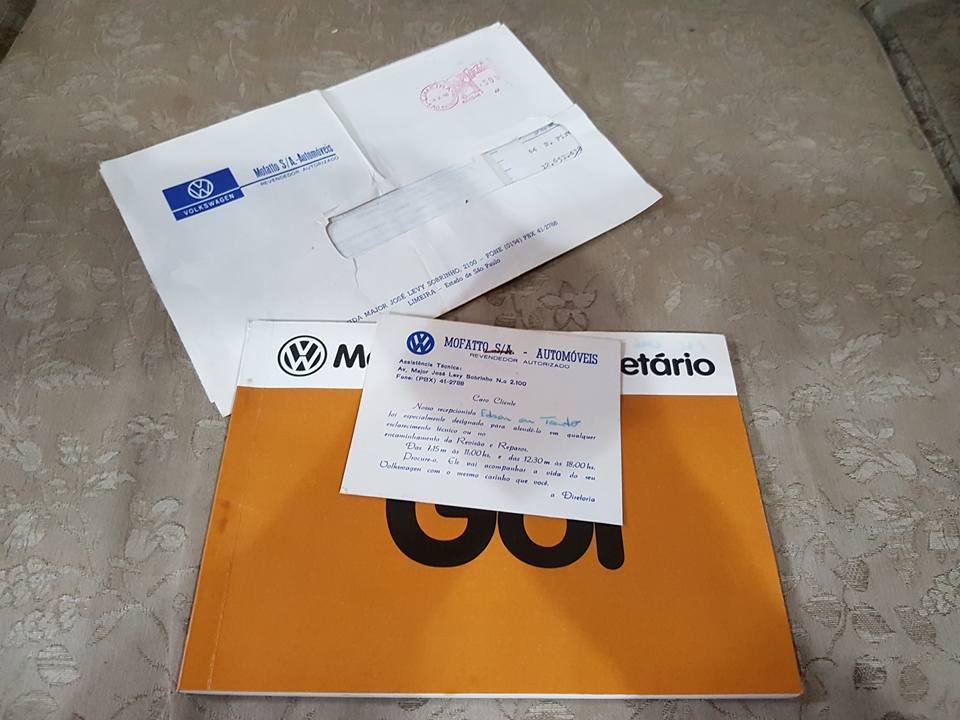 Mofatto S/A.-Automóveis
REVENDEDOR AUTORIZADO
VOLKSWAGEN
MAJOR JOSÉ LEVY SOBRINHO, 2100 - FONE (0194) PBX 41-2788
LIMEIRA - Estado de São Paulo
etário
MOFATTO S/A. - AUTOMÓVEIS
REVENDEDOR AUTORIZADO
Assistência Técnica:
Av. Major José Levy Sobrinho N.o 2.100
Fone: (PBX) 41-2788
Caro Cliente
Nosso recepcionista Edson ou
foi especialmente designado para atendê-lo em qualquer
esclarecimento técnico ou no
encaminhamento da Revisão e Reparos.
Das 7,15 m às 11,00 hs. e das 12:30 m às 18,00 hs.
Procure-o. Ele vai acompanhar a vida do seu
Volkswagen com o mesmo carinho que você.
a Diretoria
Gol